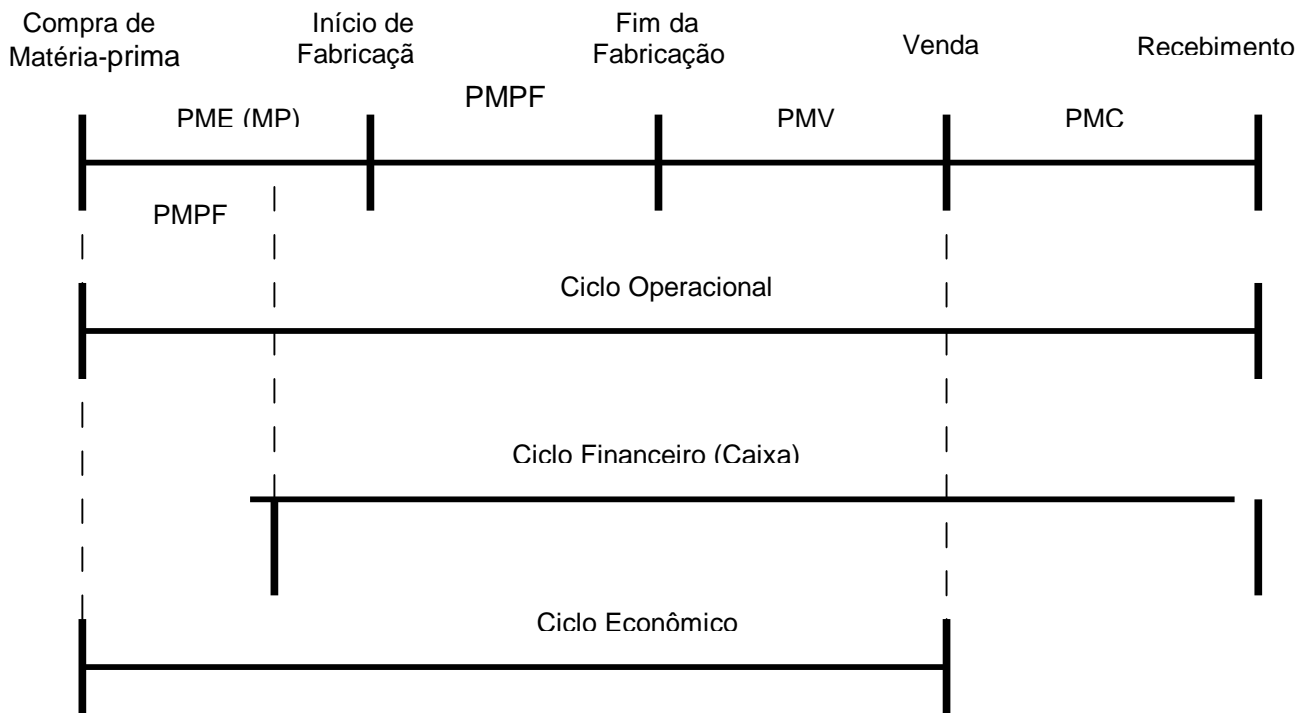 Compra de
Matéria-prima
Início de
Fabricaçã
Fim da
Fabricação
Venda
Recebimento
PME (MP)
PMPF
PMV
PMC
PMPF
Ciclo Operacional
Ciclo Financeiro (Caixa)
Ciclo Econômico